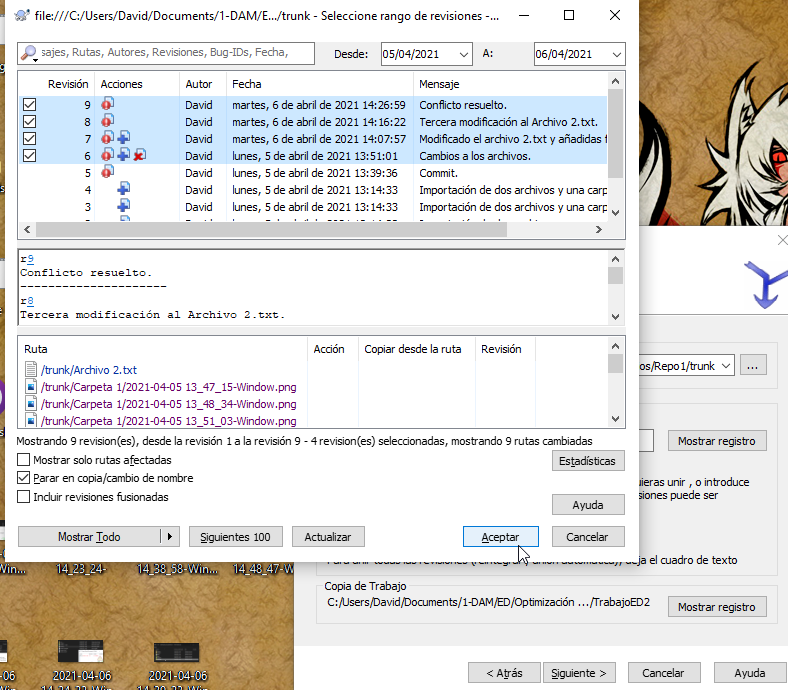 file:///C:/Users/David/Documents/1-DAM/E.../trunk - Seleccione rango de revisiones -...
sajes, Rutas, Autores, Revisiones, Bug-IDs, Fecha,
Desde: 05/04/2021 A: 06/04/2021
Revisión Acciones Autor Fecha Mensaje
9 David martes, 6 de abril de 2021 14:26:59 Conflicto resuelto.
8 David martes, 6 de abril de 2021 14:16:22 Tercera modificación al Archivo 2.txt.
7 David martes, 6 de abril de 2021 14:07:57 Modificado el archivo 2.txt y añadidas f
6 David lunes, 5 de abril de 2021 13:51:01 Cambios a los archivos.
5 David lunes, 5 de abril de 2021 13:39:36 Commit.
4 David lunes, 5 de abril de 2021 13:14:33 Importación de dos archivos y una carp
3 David lunes, 5 de abril de 2021 13:14:33 Importación de dos archivos y una carp
r9
Conflicto resuelto.
---------------------
r8
Tercera modificación al Archivo 2.txt.
Ruta Acción Copiar desde la ruta Revisión
/trunk/Archivo 2.txt
/trunk/Carpeta 1/2021-04-05 13_47_15-Window.png
/trunk/Carpeta 1/2021-04-05 13_48_34-Window.png
/trunk/Carpeta 1/2021-04-05 13_51_03-Window.png
Mostrando 9 revision(es), desde la revisión 1 a la revisión 9 - 4 revision(es) seleccionadas, mostrando 9 rutas cambiadas
Mostrar solo rutas afectadas
Estadísticas
Parar en copia/cambio de nombre
Incluir revisiones fusionadas
Ayuda
Mostrar Todo Siguientes 100 Actualizar Aceptar Cancelar
os/Repo1/trunk ...
Mostrar registro
uieras unir , o introduce
siones puede ser
Para unir todas las revisiones (reintegrar / unión automática), deja el cuadro de texto
Copia de Trabajo
C:/Users/David/Documents/1-DAM/ED/Optimización .../TrabajoED2
Mostrar registro
< Atrás Siguiente > Cancelar Ayuda
Win... 14_23_24- 14_38_58-Win... 14_48_47-W
-06 2021-04-06 2021-04-06